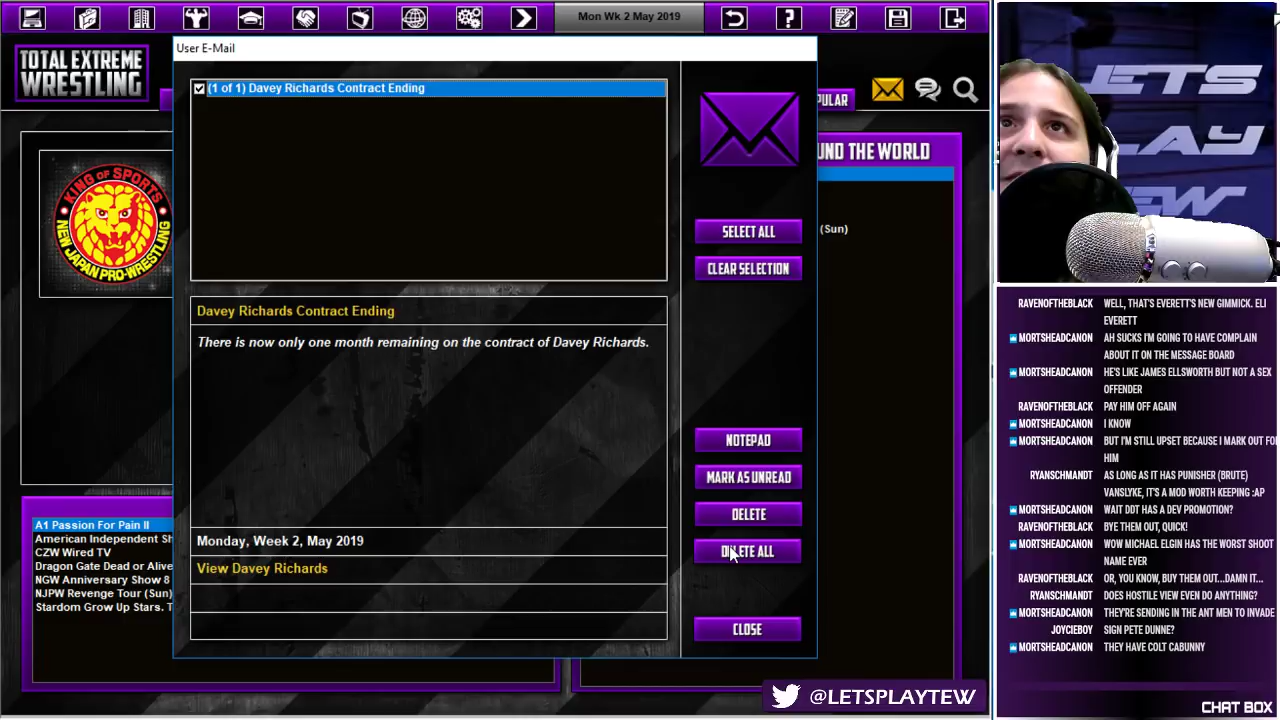 Mon Wk 2 May 2019
User E-Mail
TOTAL EXTREME
WRESTLING
(1 of 1) Davey Richards Contract Ending
PULAR
UND THE WORLD
KING OF SPORTS
NEW JAPAN PRO-WRESTLING
(Sun)
SELECT ALL
CLEAR SELECTION
Davey Richards Contract Ending
There is now only one month remaining on the contract of Davey Richards.
NOTEPAD
MARK AS UNREAD
DELETE
DELETE ALL
CLOSE
Monday, Week 2, May 2019
View Davey Richards
A1 Passion For Pain II
American Independent Sh
CZW Wired TV
Dragon Gate Dead or Alive
NGW Anniversary Show 8
NJPW Revenge Tour (Sun)
Stardom Grow Up Stars. T
@LETSPLAYTEW
LETS
PLAY
TEW
RAVENOFTHEBLACK WELL, THAT'S EVERETT'S NEW GIMMICK. ELI
EVERETT
MORTSHEADCANON AH SUCKS I'M GOING TO HAVE COMPLAIN
ABOUT IT ON THE MESSAGE BOARD
MORTSHEADCANON HE'S LIKE JAMES ELLSWORTH BUT NOT A SEX
OFFENDER
RAVENOFTHEBLACK PAY HIM OFF AGAIN
MORTSHEADCANON I KNOW
MORTSHEADCANON BUT I'M STILL UPSET BECAUSE I MARK OUT FO
HIM
RYANSCHMANDT AS LONG AS IT HAS PUNISHER (BRUTE)
VANSLYKE, IT'S A MOD WORTH KEEPING :AP
MORTSHEADCANON WAIT DDT HAS A DEV PROMOTION?
RAVENOFTHEBLACK BYE THEM OUT, QUICK!
MORTSHEADCANON WOW MICHAEL ELGIN HAS THE WORST SHOOT
NAME EVER
RAVENOFTHEBLACK OR, YOU KNOW, BUY THEM OUT...DAMN IT...
RYANSCHMANDT DOES HOSTILE VIEW EVEN DO ANYTHING?
MORTSHEADCANON THEY'RE SENDING IN THE ANT MEN TO INVADE
JOYCIEBOY SIGN PETE DUNNE?
MORTSHEADCANON THEY HAVE COLT CABUNNY
CHAT BOX